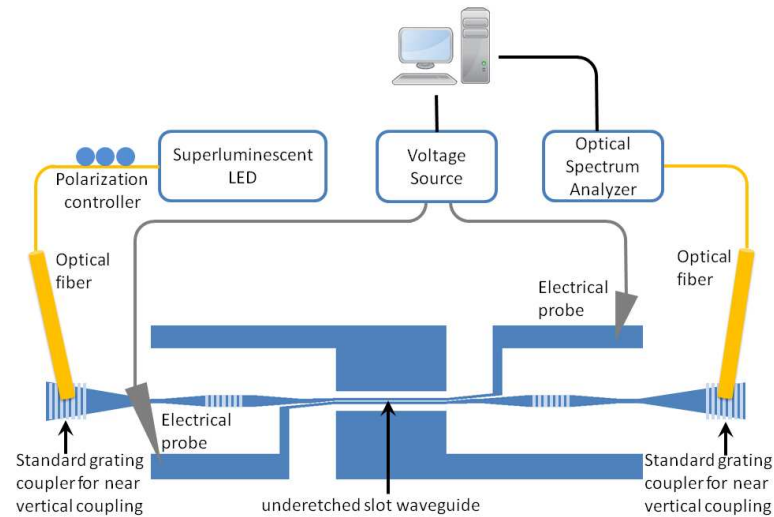 Superluminescent
LED
Voltage
Source
Optical
Spectrum
Analyzer
Polarization
controller
Optical
fiber
Optical
fiber
Electrical
probe
Electrical
probe
Standard grating
coupler for near
vertical coupling
underetched slot waveguide
Standard grating
coupler for near
vertical coupling